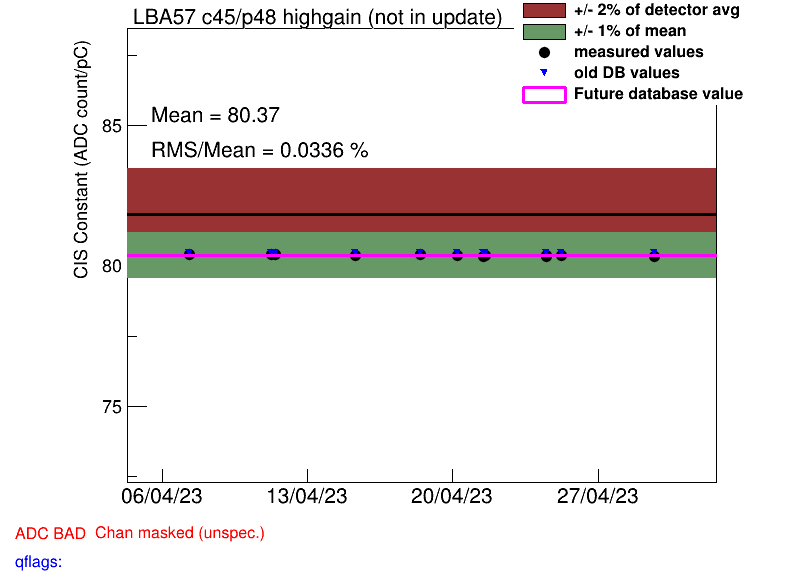 LBA57 c45/p48 highgain (not in update)
+/- 2% of detector avg
+/- 1% of mean
measured values
old DB values
Future database value
CIS Constant (ADC count/pC)
Mean = 80.37
RMS/Mean = 0.0336 %
85
80
75
06/04/23 13/04/23 20/04/23 27/04/23
ADC BAD Chan masked (unspec.)
qflags: